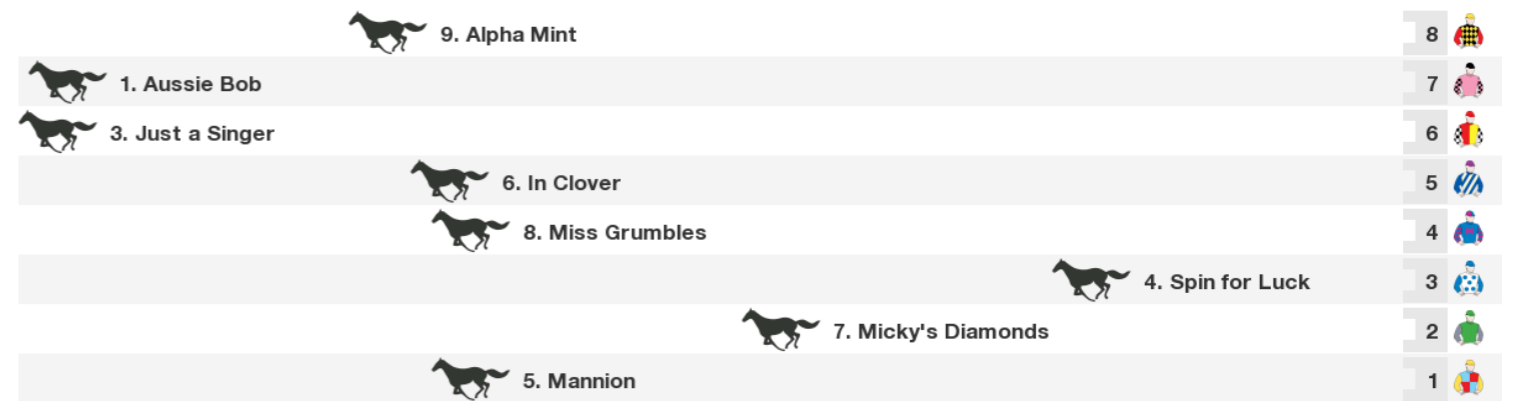 9. Alpha Mint 8
1. Aussie Bob 7
3. Just a Singer 6
6. In Clover 5
8. Miss Grumbles 4
4. Spin for Luck 3
7. Micky's Diamonds 2
5. Mannion 1